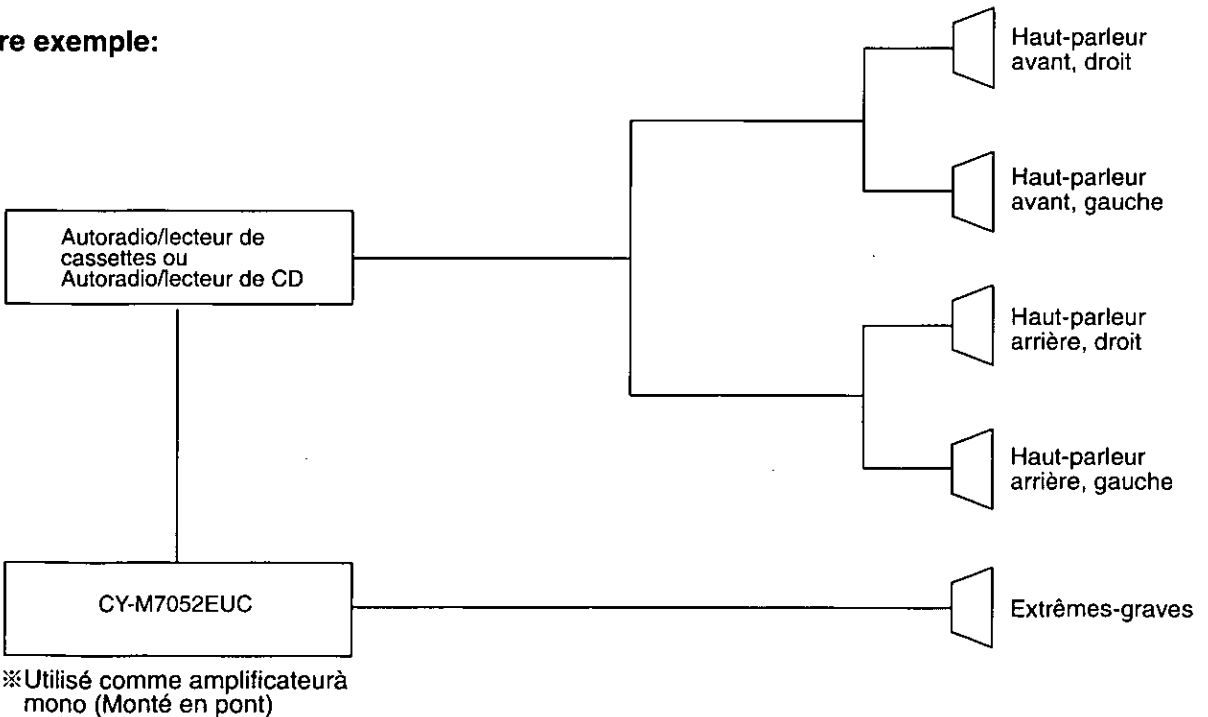 re exemple:
Haut-parleur
avant, droit
Haut-parleur
avant, gauche
Autoradio/lecteur de
cassettes ou
Autoradio/lecteur de CD
Haut-parleur
arrière, droit
Haut-parleur
arrière, gauche
CY-M7052EUC
Extrêmes-graves
※Utilisé comme amplificateurà
mono (Monté en pont)